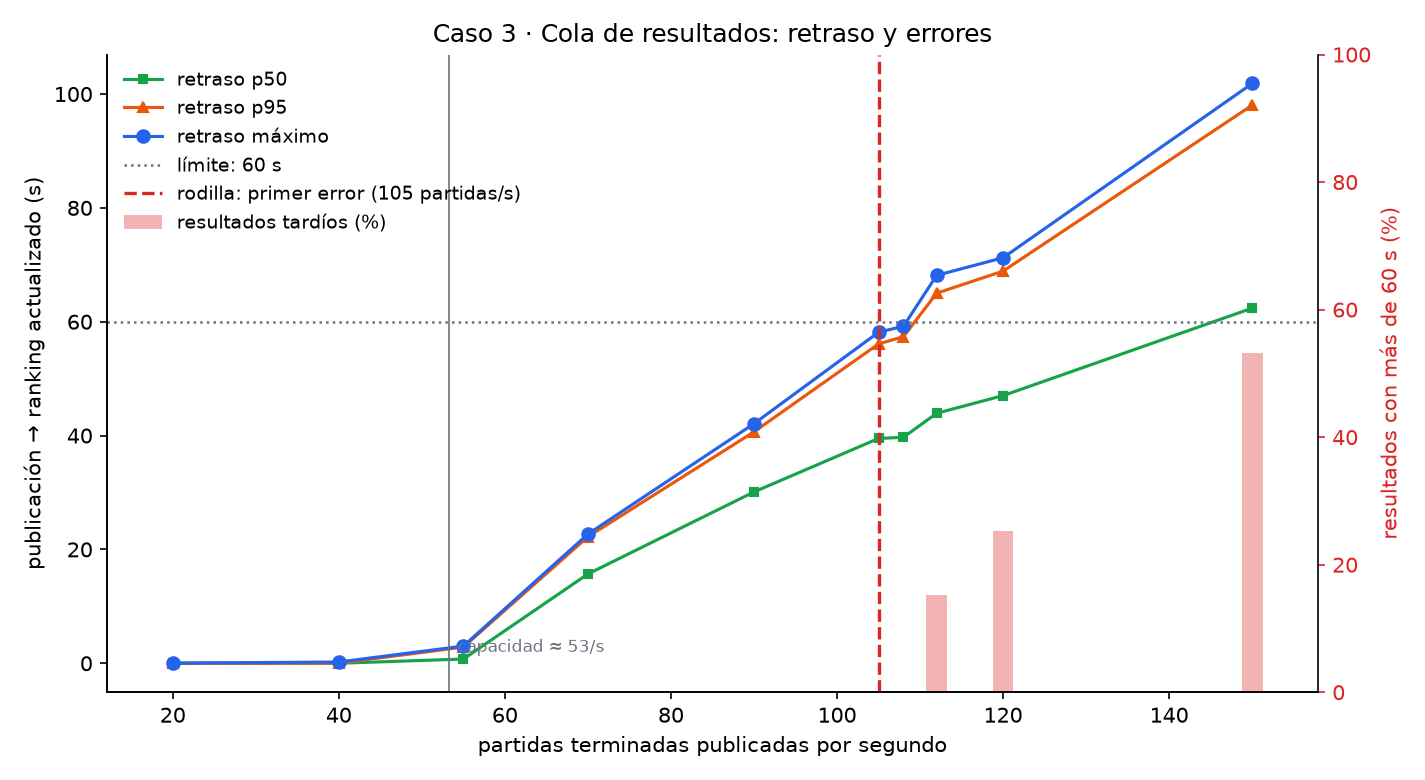 Caso 3 · Cola de resultados: retraso y errores
retraso p50
retraso p95
retraso máximo
límite: 60 s
rodilla: primer error (105 partidas/s)
resultados tardíos (%)
publicación → ranking actualizado (s)
100
80
60
40
20
0
capacidad ≈ 53/s
20
40
60
80
100
120
140
partidas terminadas publicadas por segundo
100
80
60
40
20
0
resultados con más de 60 s (%)